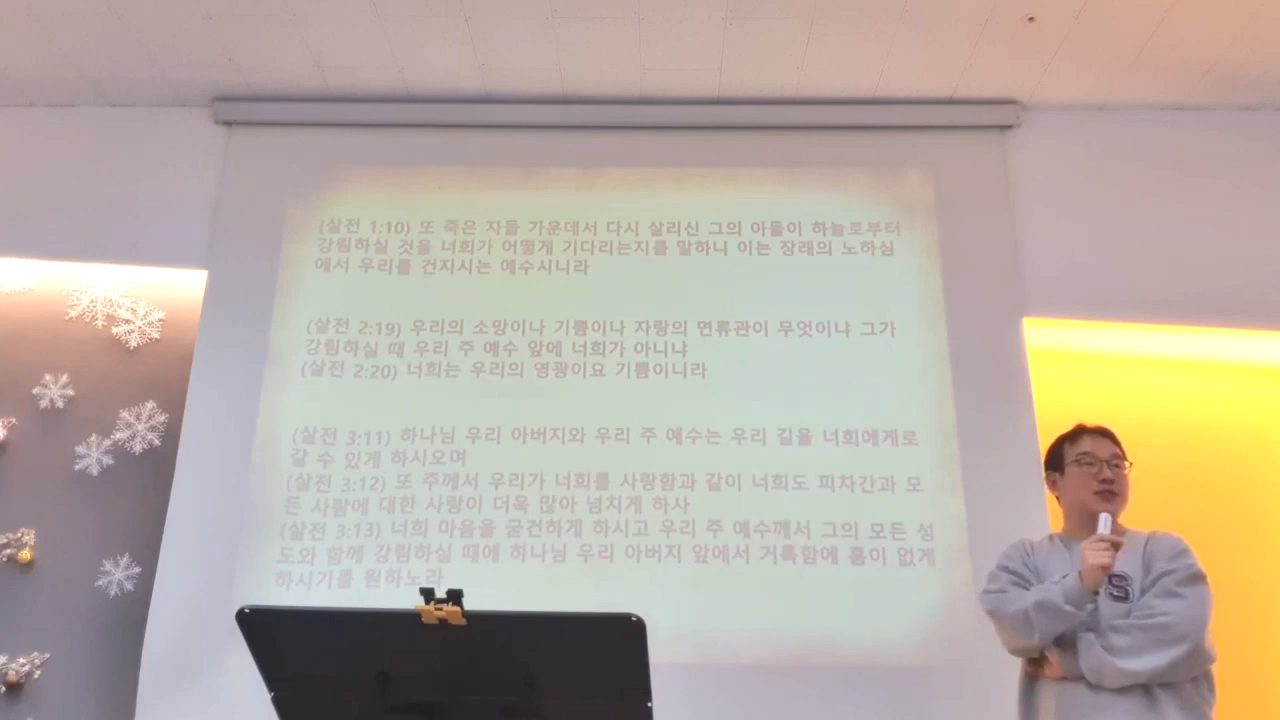 (살전 1:10) 또 죽은 자들 가운데서 다시 살리신 그의 아들이 하늘로부터
강림하실 것을 너희가 어떻게 기다리는지를 말하니 이는 장래의 노하심
에서 우리를 건지시는 예수시니라
(살전 2:19) 우리의 소망이나 기쁨이나 자랑의 면류관이 무엇이냐 그가
강림하실 때 우리 주 예수 앞에 너희가 아니냐
(살전 2:20) 너희는 우리의 영광이요 기쁨이니라
(살전 3:11) 하나님 우리 아버지와 우리 주 예수는 우리 길을 너희에게로
갈 수 있게 하시오며
(살전 3:12) 또 주께서 우리가 너희를 사랑함과 같이 너희도 피차간과 모
든 사람에 대한 사랑이 더욱 많아 넘치게 하사
(살전 3:13) 너희 마음을 굳건하게 하시고 우리 주 예수께서 그의 모든 성
도와 함께 강림하실 때에 하나님 우리 아버지 앞에서 거룩함에 흠이 없게
하시기를 원하노라
S